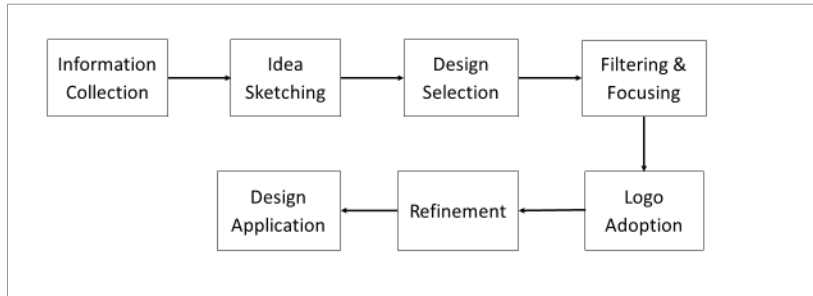 Information
Collection
Idea
Sketching
Design
Selection
Filtering &
Focusing
Logo
Adoption
Refinement
Design
Application